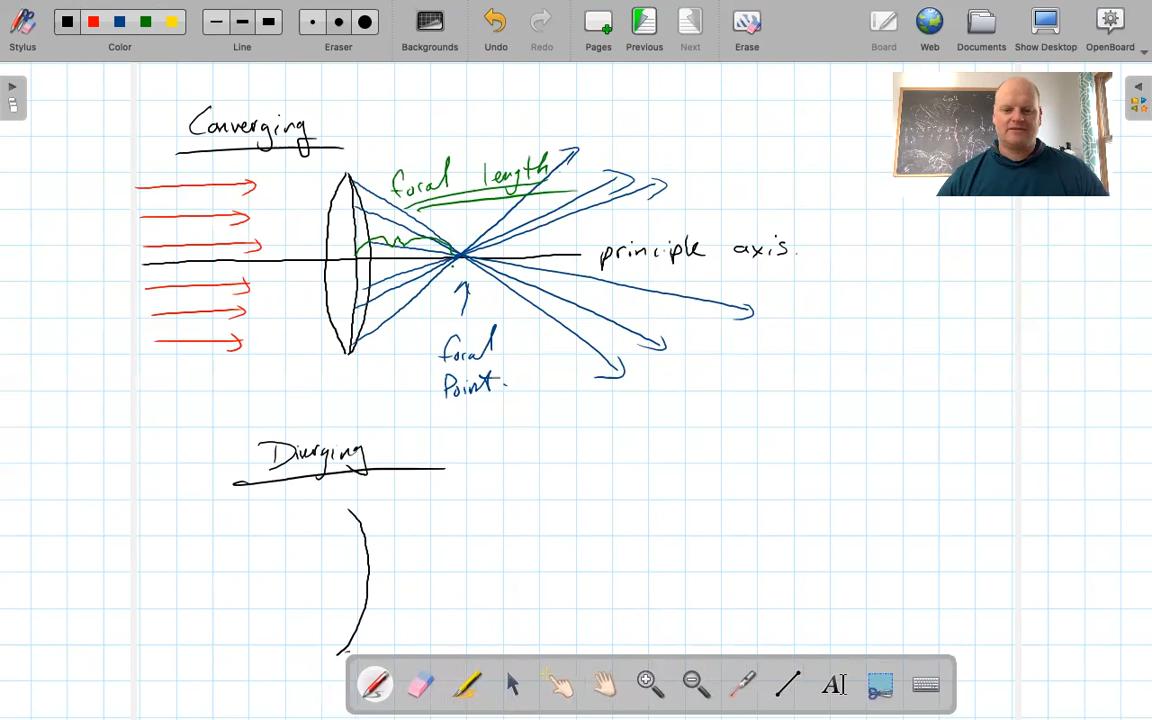 Stylus
Color
Line
Eraser
Backgrounds
Undo
Redo
Pages
Previous
Next
Erase
Board
Web
Documents
Show Desktop
OpenBoard
Converging
focal length
principle axis.
focal
Point.
Diverging